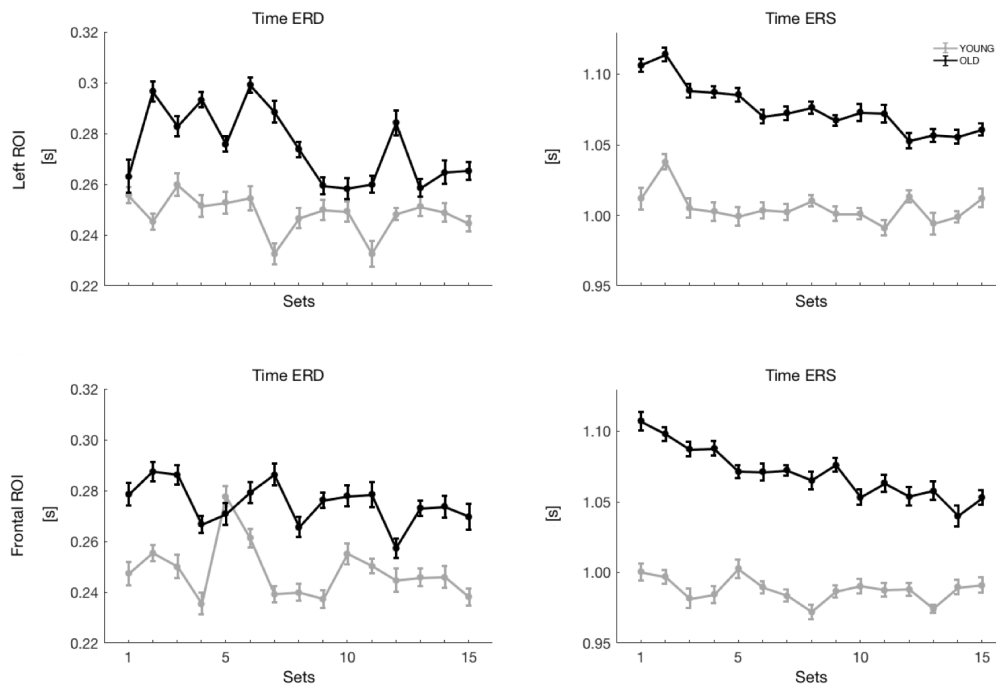 Time ERD
0.32
0.3
0.28
0.26
0.24
0.22
Left ROI
[s]
Sets
Time ERS
YOUNG
OLD
1.10
1.05
1.00
0.95
[s]
Sets
Time ERD
0.32
0.30
0.28
0.26
0.24
0.22
Frontal ROI
[s]
1 5 10 15
Sets
Time ERS
1.10
1.05
1.00
0.95
[s]
1 5 10 15
Sets